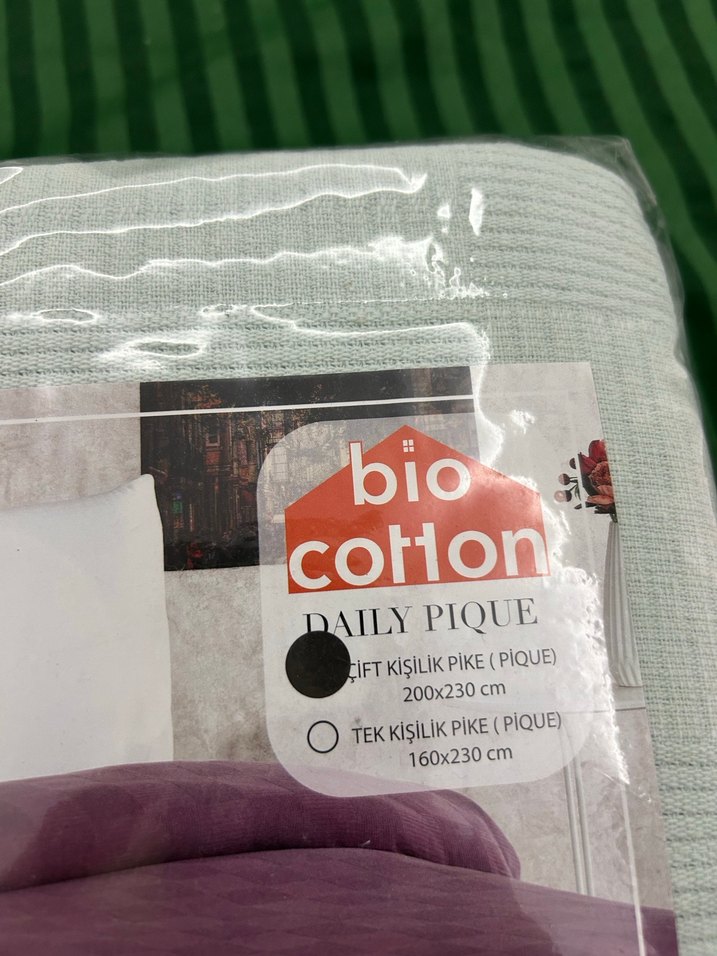 bio
cotton
DAILY PIQUE
ÇİFT KİŞİLİK PİKE ( PİQUE)
200x230 cm
TEK KİŞİLİK PİKE ( PİQUE)
160x230 cm